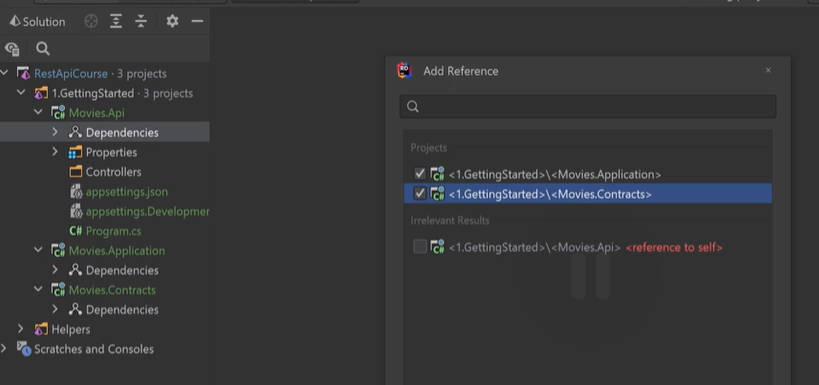 Solution
RestApiCourse · 3 projects
1.GettingStarted · 3 projects
Movies.Api
Dependencies
Properties
Controllers
appsettings.json
appsettings.Developmer
C# Program.cs
Movies.Application
Dependencies
Movies.Contracts
Dependencies
Helpers
Scratches and Consoles
RD Add Reference
Projects
C# <1.GettingStarted>\<Movies.Application>
C# <1.GettingStarted>\<Movies.Contracts>
Irrelevant Results
C# <1.GettingStarted>\<Movies.Api> <reference to self>